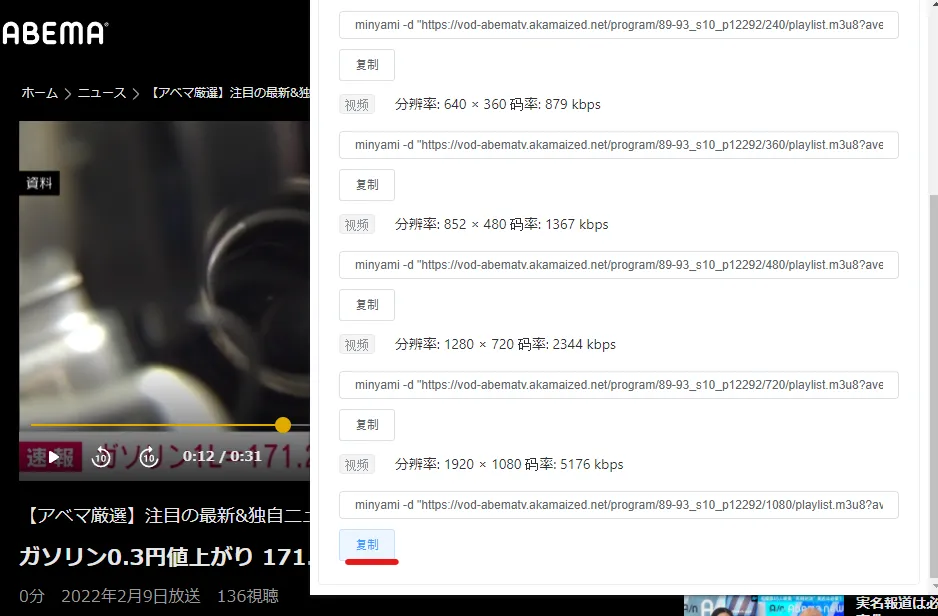 ABEMA
ホーム > ニュース > 【アベマ厳選】注目の最新&独
資料
速報 ガソリン1L=171.2
0:12 / 0:31
【アベマ厳選】注目の最新&独自ニュ
ガソリン0.3円値上がり 171.
0分 2022年2月9日放送 136視聴
minyami -d "https://vod-abematv.akamaized.net/program/89-93_s10_p12292/240/playlist.m3u8?ave
复制
视频 分辨率: 640 × 360 码率: 879 kbps
minyami -d "https://vod-abematv.akamaized.net/program/89-93_s10_p12292/360/playlist.m3u8?ave
复制
视频 分辨率: 852 × 480 码率: 1367 kbps
minyami -d "https://vod-abematv.akamaized.net/program/89-93_s10_p12292/480/playlist.m3u8?ave
复制
视频 分辨率: 1280 × 720 码率: 2344 kbps
minyami -d "https://vod-abematv.akamaized.net/program/89-93_s10_p12292/720/playlist.m3u8?ave
复制
视频 分辨率: 1920 × 1080 码率: 5176 kbps
minyami -d "https://vod-abematv.akamaized.net/program/89-93_s10_p12292/1080/playlist.m3u8?av
复制
実名報道は必